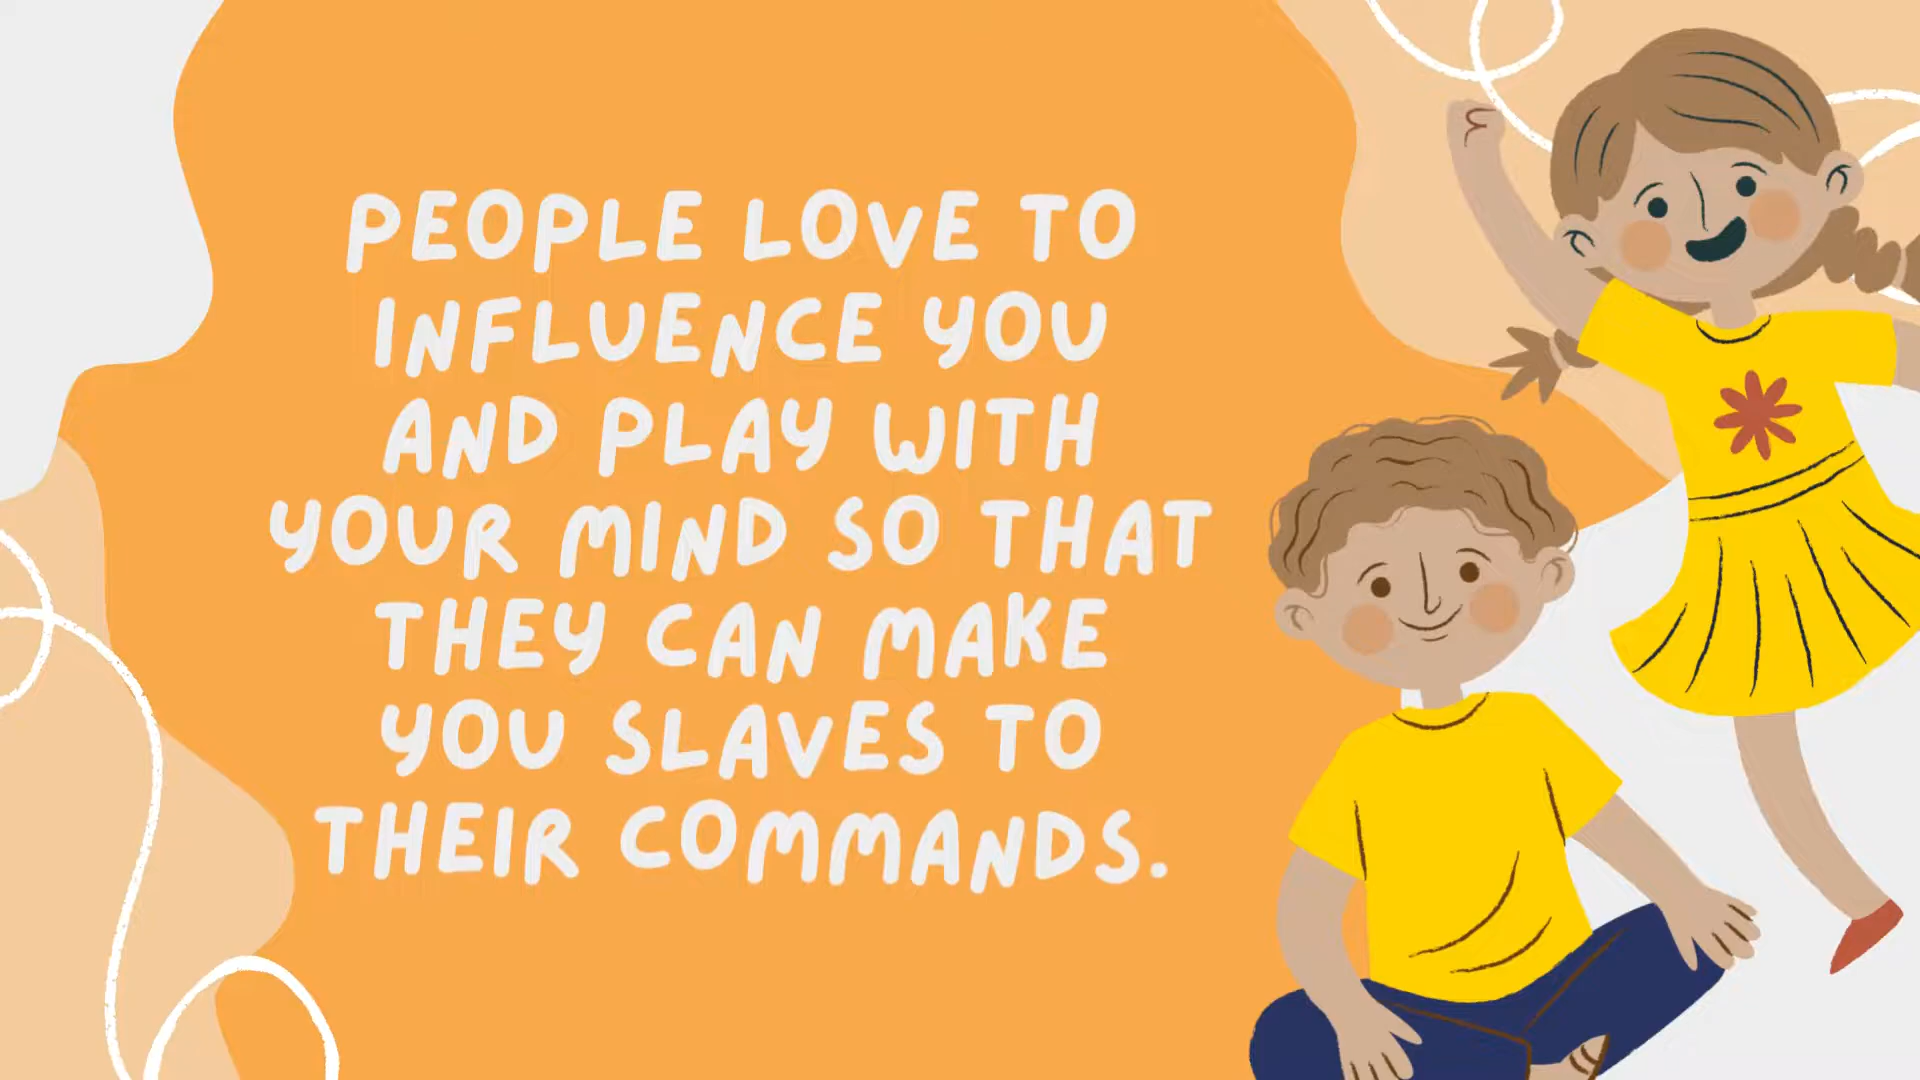 PEOPLE LOVE TO
INFLUENCE YOU
AND PLAY WITH
YOUR MIND SO THAT
THEY CAN MAKE
YOU SLAVES TO
THEIR COMMANDS.